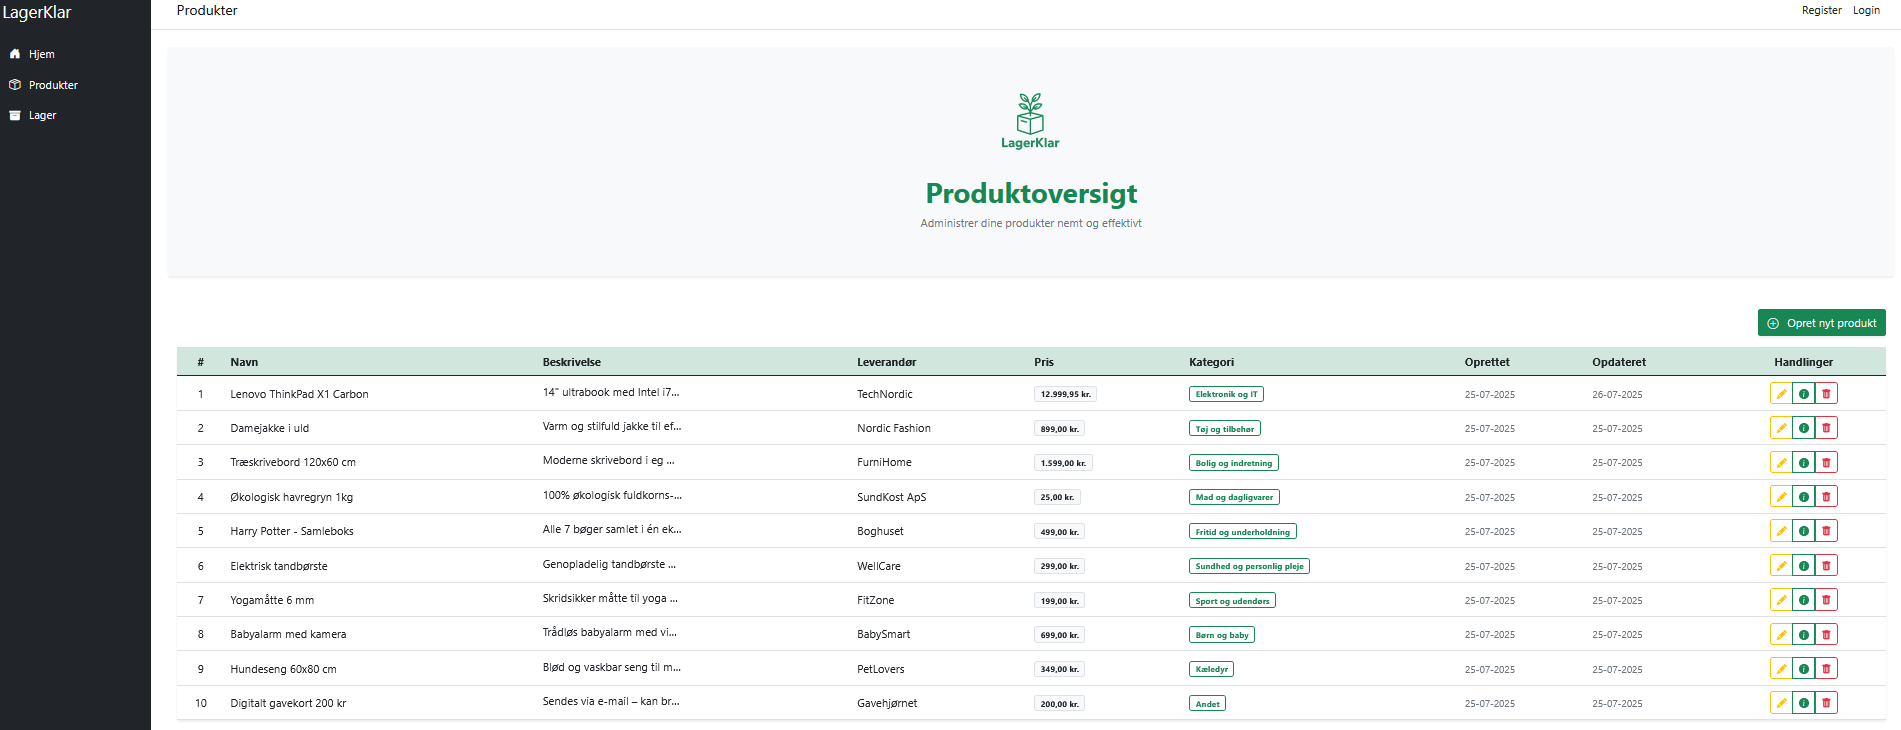 LagerKlar
Produkter
Register Login
Hjem
Produkter
Lager
LagerKlar
Produktoversigt
Administrer dine produkter nemt og effektivt
Opret nyt produkt
# Navn Beskrivelse Leverandør Pris Kategori Oprettet Opdateret Handlinger
1 Lenovo ThinkPad X1 Carbon 14" ultrabook med Intel i7... TechNordic 12.999,95 kr. Elektronik og IT 25-07-2025 26-07-2025
2 Damejakke i uld Varm og stilfuld jakke til ef... Nordic Fashion 899,00 kr. Tøj og tilbehør 25-07-2025 25-07-2025
3 Træskrivebord 120x60 cm Moderne skrivebord i eg ... FurniHome 1.599,00 kr. Bolig og indretning 25-07-2025 25-07-2025
4 Økologisk havregryn 1kg 100% økologisk fuldkorns-... SundKost ApS 25,00 kr. Mad og dagligvarer 25-07-2025 25-07-2025
5 Harry Potter - Samleboks Alle 7 bøger samlet i én ek... Boghuset 499,00 kr. Fritid og underholdning 25-07-2025 25-07-2025
6 Elektrisk tandbørste Genopladelig tandbørste ... WellCare 299,00 kr. Sundhed og personlig pleje 25-07-2025 25-07-2025
7 Yogamåtte 6 mm Skridsikker måtte til yoga ... FitZone 199,00 kr. Sport og udendørs 25-07-2025 25-07-2025
8 Babyalarm med kamera Trådløs babyalarm med vi... BabySmart 699,00 kr. Børn og baby 25-07-2025 25-07-2025
9 Hundeseng 60x80 cm Blød og vaskbar seng til m... PetLovers 349,00 kr. Kæledyr 25-07-2025 25-07-2025
10 Digitalt gavekort 200 kr Sendes via e-mail – kan br... Gavehjørnet 200,00 kr. Andet 25-07-2025 25-07-2025